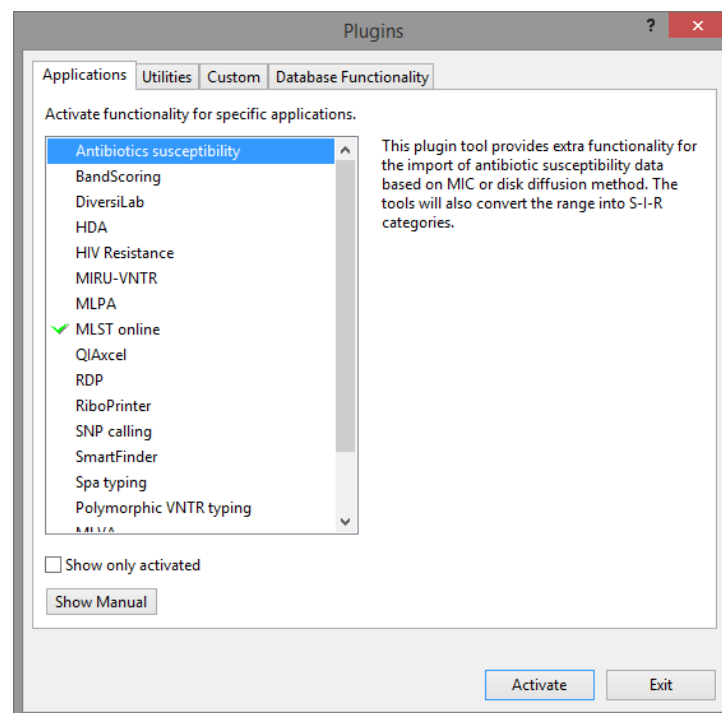 Plugins
?
Applications
Utilities
Custom
Database Functionality
Activate functionality for specific applications.
Antibiotics susceptibility
BandScoring
DiversiLab
HDA
HIV Resistance
MIRU-VNTR
MLPA
MLST online
QIAxcel
RDP
RiboPrinter
SNP calling
SmartFinder
Spa typing
Polymorphic VNTR typing
MLVA
This plugin tool provides extra functionality for
the import of antibiotic susceptibility data
based on MIC or disk diffusion method. The
tools will also convert the range into S-I-R
categories.
Show only activated
Show Manual
Activate
Exit